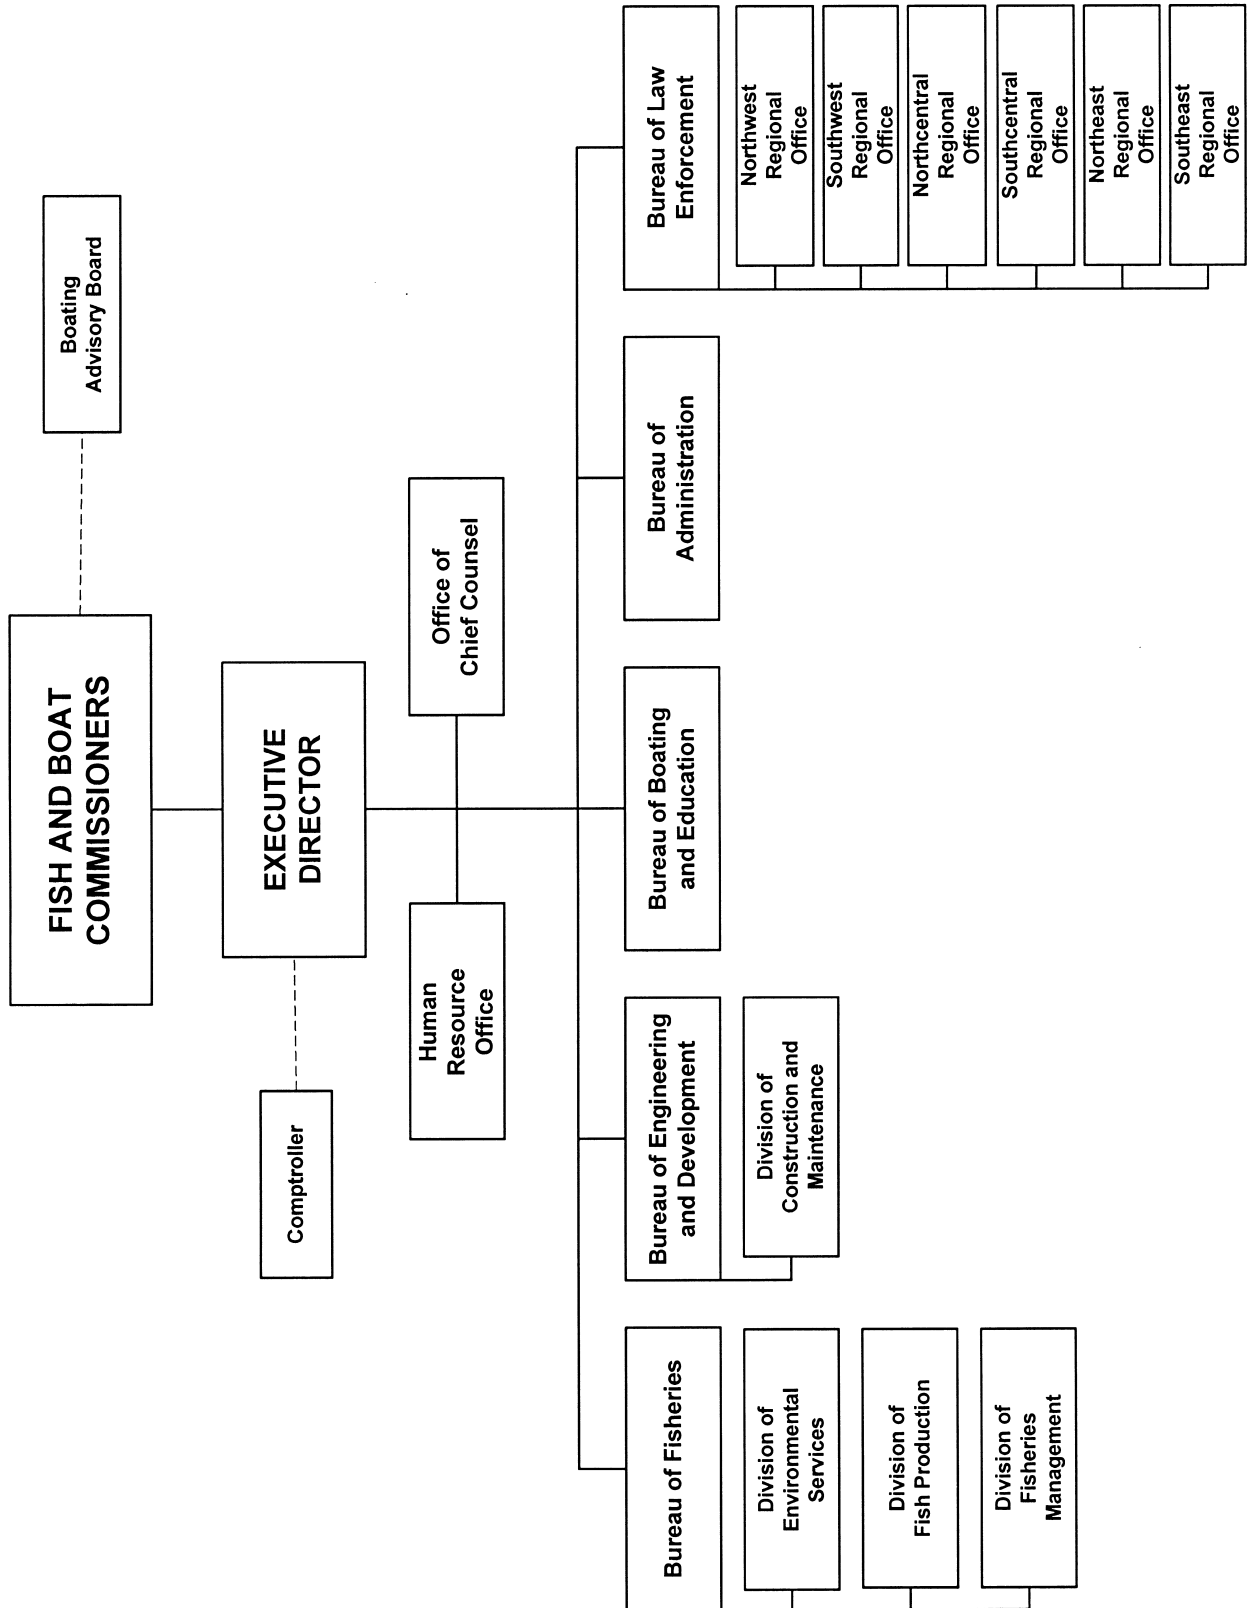 FISH AND BOAT
COMMISSIONERS
Boating
Advisory Board
EXECUTIVE
DIRECTOR
Comptroller
Human
Resource
Office
Office of
Chief Counsel
Bureau of Fisheries
Division of
Environmental
Services
Division of
Fish Production
Division of
Fisheries
Management
Bureau of Engineering
and Development
Division of
Construction and
Maintenance
Bureau of Boating
and Education
Bureau of
Administration
Bureau of Law
Enforcement
Northwest
Regional
Office
Southwest
Regional
Office
Northcentral
Regional
Office
Southcentral
Regional
Office
Northeast
Regional
Office
Southeast
Regional
Office